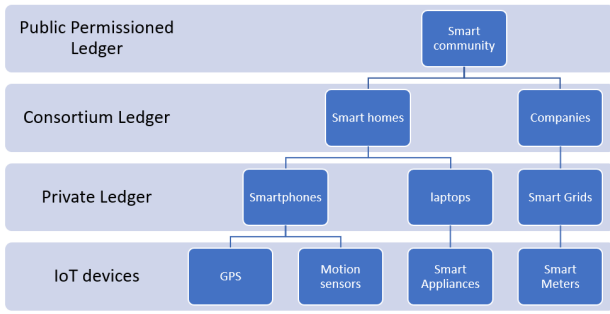 Public Permissioned
Ledger
Smart
community
Consortium Ledger
Smart homes
Companies
Private Ledger
Smartphones
laptops
Smart Grids
IoT devices
GPS
Motion
sensors
Smart
Appliances
Smart
Meters